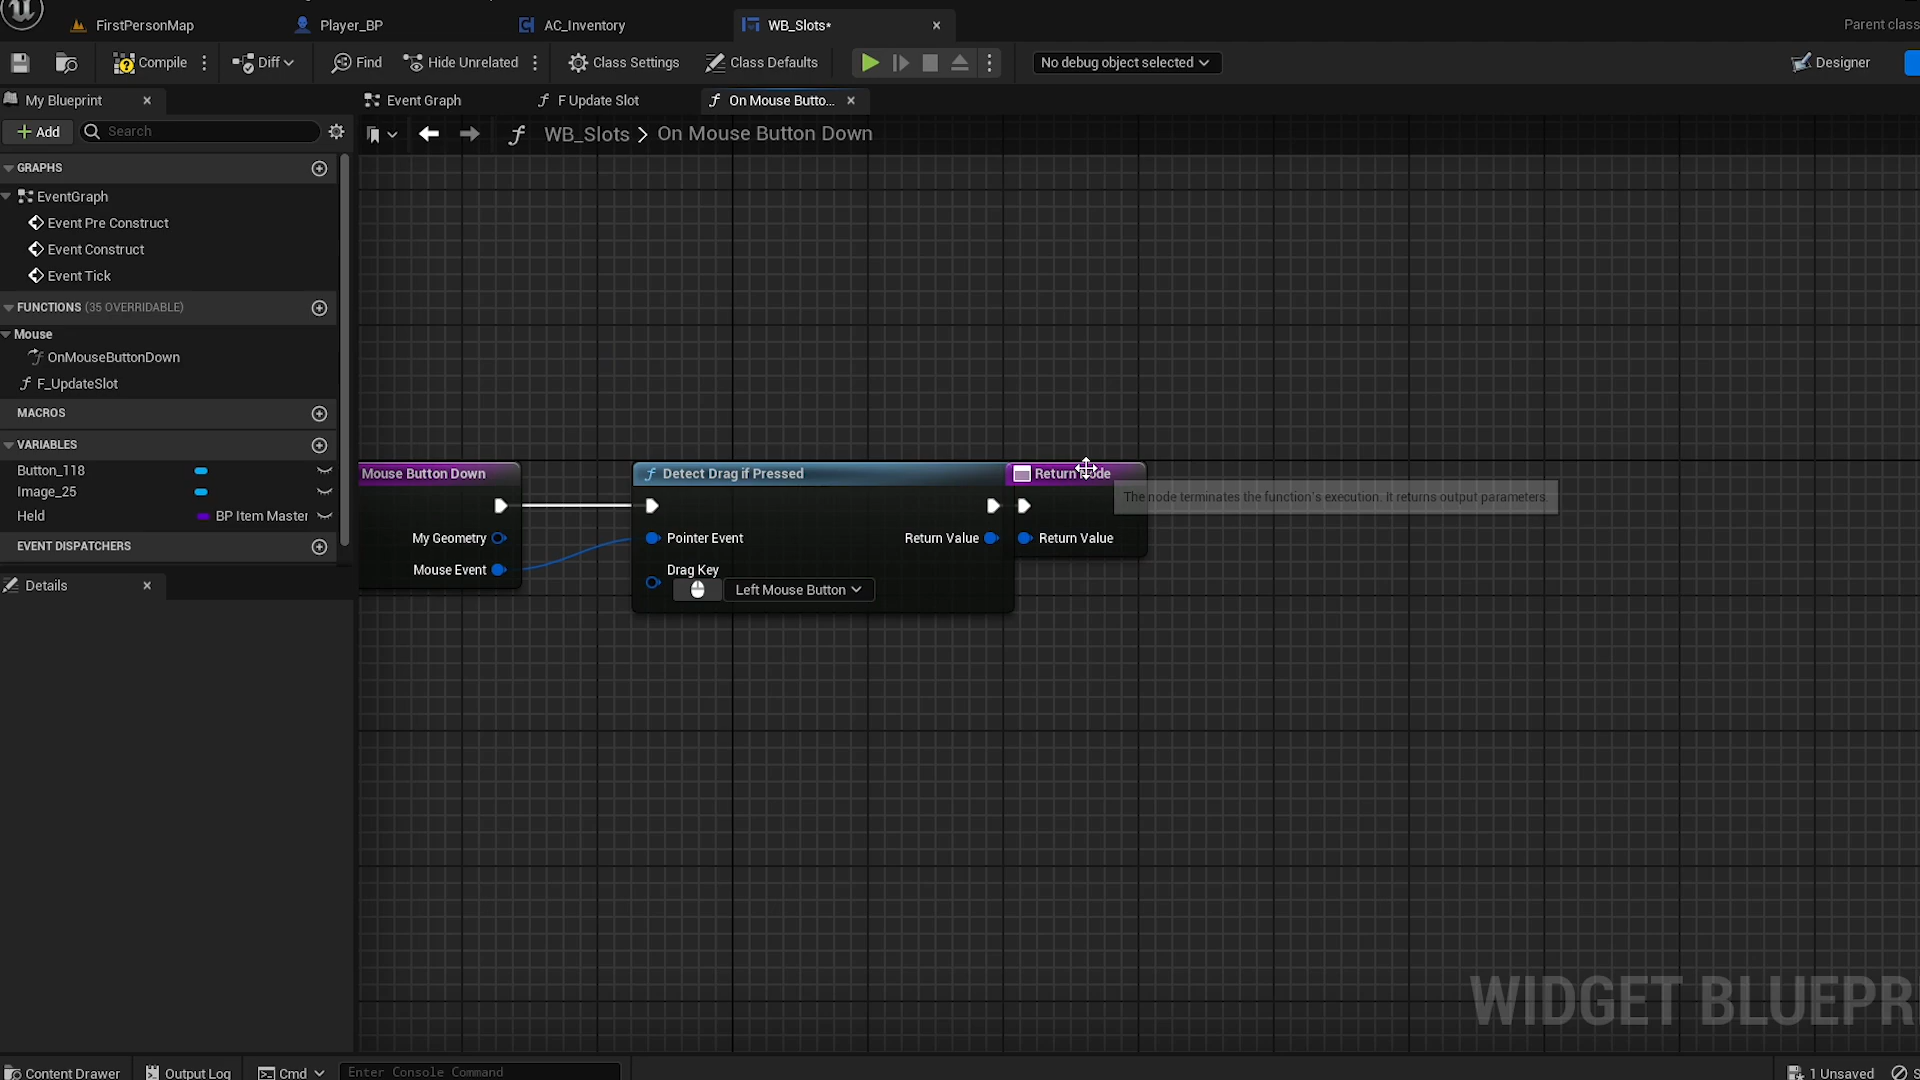 FirstPersonMap
Player_BP
AC_Inventory
WB_Slots*
Parent class
Compile
Diff
Find
Hide Unrelated
Class Settings
Class Defaults
No debug object selected
Designer
My Blueprint
Event Graph
F Update Slot
On Mouse Butto...
Add
Search
WB_Slots
On Mouse Button Down
GRAPHS
EventGraph
Event Pre Construct
Event Construct
Event Tick
FUNCTIONS (35 OVERRIDABLE)
Mouse
OnMouseButtonDown
F_UpdateSlot
MACROS
VARIABLES
Button_118
Image_25
Held BP Item Master
EVENT DISPATCHERS
Details
Mouse Button Down
My Geometry
Mouse Event
Detect Drag if Pressed
Pointer Event
Return Value
Drag Key
Left Mouse Button
Return Node
Return Value
The node terminates the function's execution. It returns output parameters.
WIDGET BLUEPR
Content Drawer
Output Log
Cmd
Enter Console Command
1 Unsaved
S